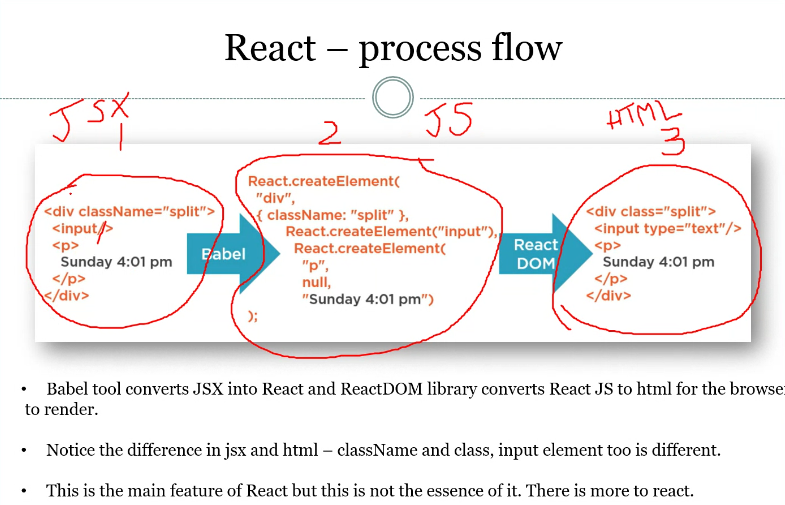 React – process flow
JSX
1
2
JS
HTML
3
<div className="split">
<input/>
<p>
Sunday 4:01 pm
</p>
</div>
Babel
React.createElement(
"div",
{ className: "split" },
React.createElement("input"),
React.createElement(
"p",
null,
"Sunday 4:01 pm")
);
React
DOM
<div class="split">
<input type="text"/>
<p>
Sunday 4:01 pm
</p>
</div>
• Babel tool converts JSX into React and ReactDOM library converts React JS to html for the browse
to render.
• Notice the difference in jsx and html – className and class, input element too is different.
• This is the main feature of React but this is not the essence of it. There is more to react.